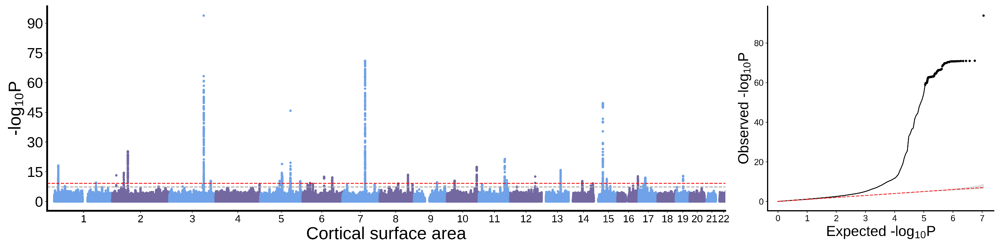 -log10P
90
75
60
45
30
15
0
1 2 3 4 5 6 7 8 9 10 11 12 13 14 15 16 17 18 19 20 21 22
Cortical surface area
Observed -log10P
80
60
40
20
0
0 1 2 3 4 5 6 7
Expected -log10P